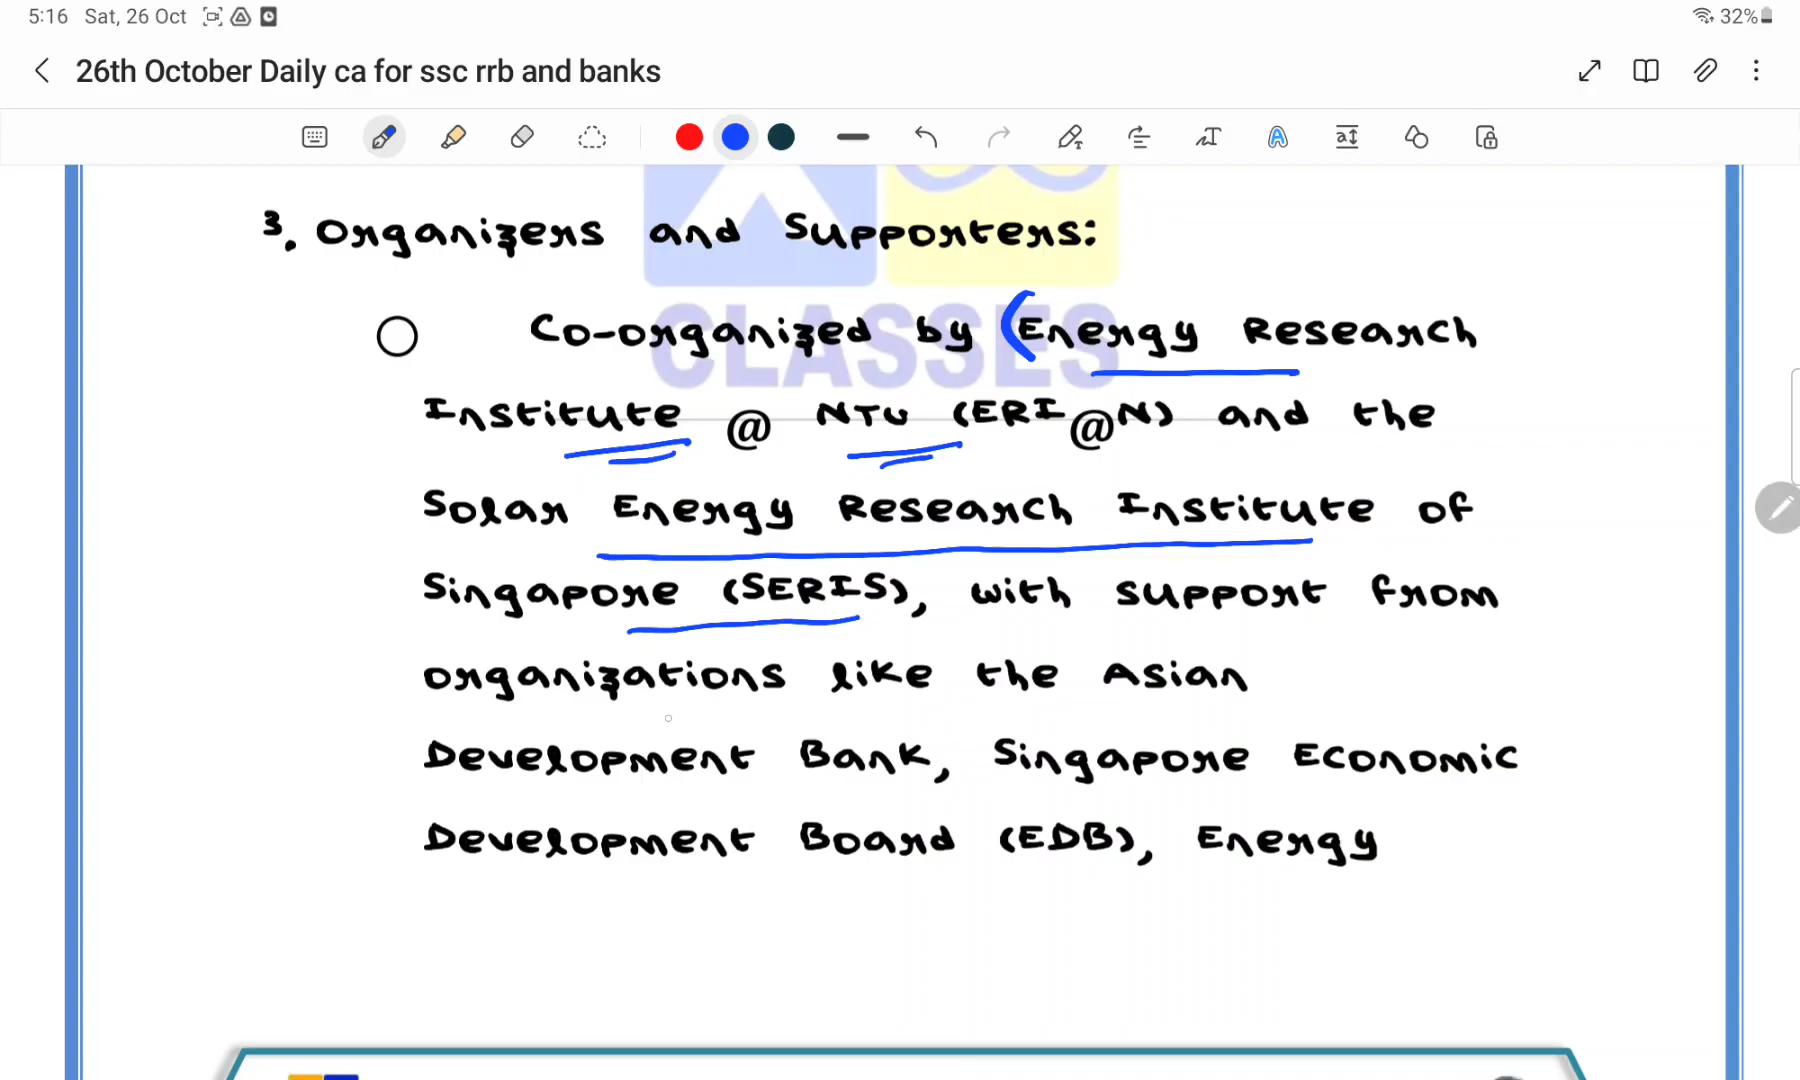 5:16 Sat, 26 Oct
32%
26th October Daily ca for ssc rrb and banks
CLASSES
3. Organizers and Supporters:
Co-organized by (Energy Research
Institute @ NTU (ERI@N) and the
Solar Energy Research Institute of
Singapore (SERIS), with support from
organizations like the Asian
Development Bank, Singapore Economic
Development Board (EDB), Energy